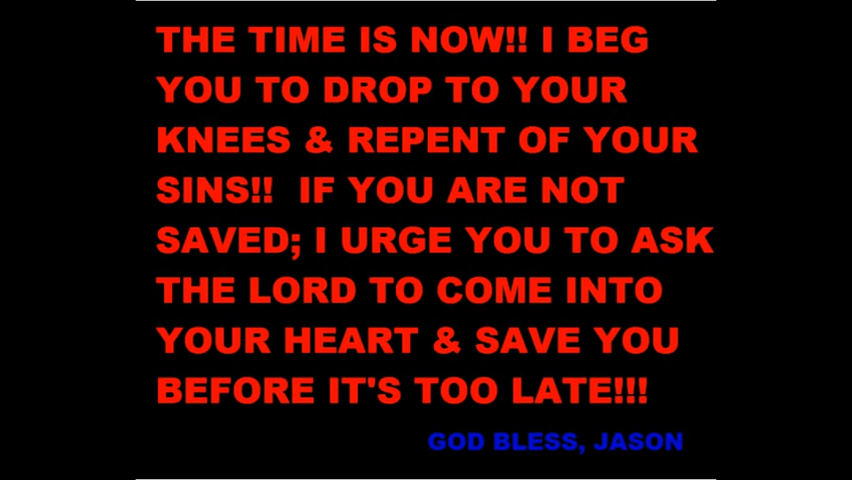 THE TIME IS NOW!! I BEG
YOU TO DROP TO YOUR
KNEES & REPENT OF YOUR
SINS!!  IF YOU ARE NOT
SAVED; I URGE YOU TO ASK
THE LORD TO COME INTO
YOUR HEART & SAVE YOU
BEFORE IT'S TOO LATE!!!
GOD BLESS, JASON